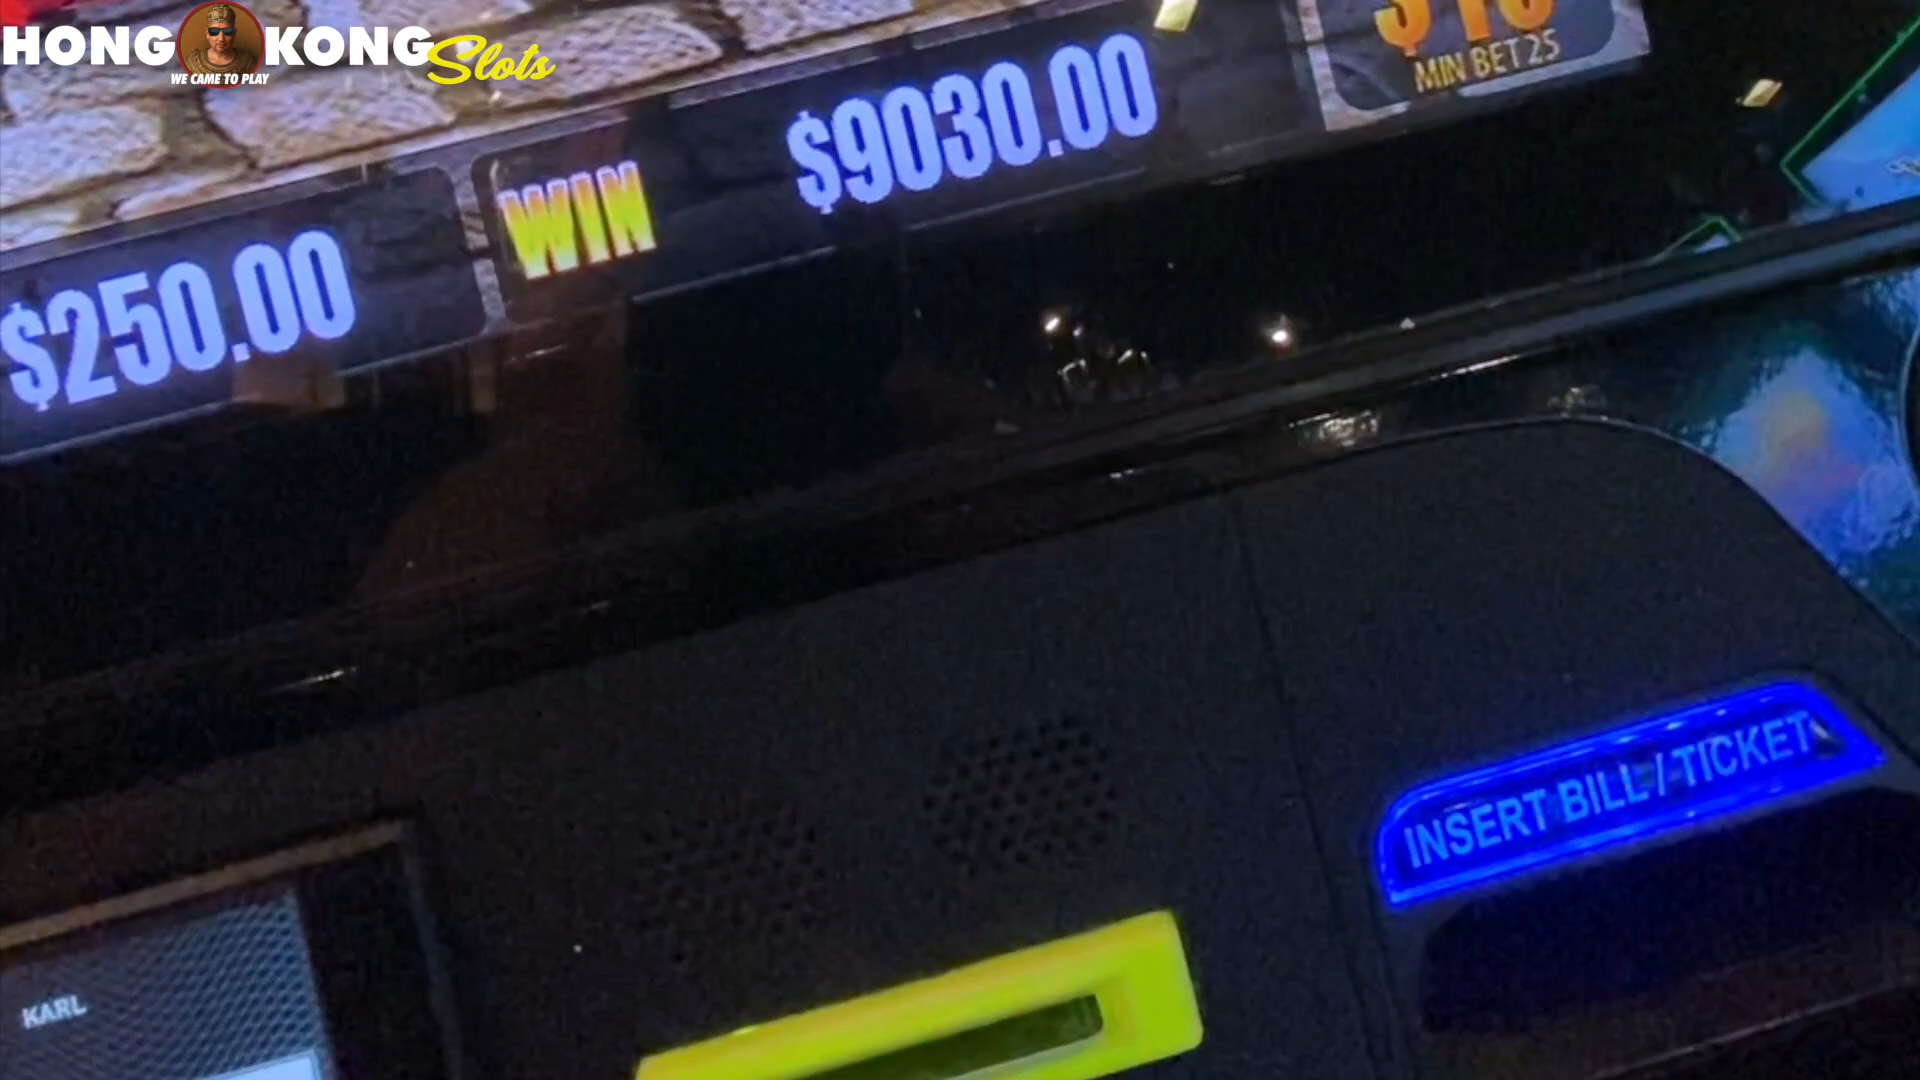 HONG KONG Slots
WE CAME TO PLAY
$10
MIN BET 25
WIN $9030.00
$250.00
INSERT BILL / TICKET
KARL